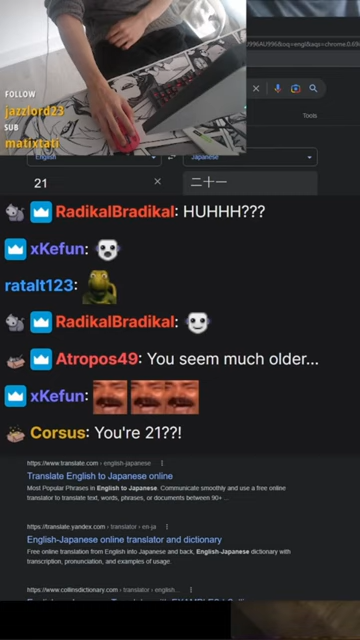 FOLLOW
jazzlord23
SUB
matixtati
Tools
English
Japanese
21
二十一
RadikalBradikal: HUHHH???
xKefun:
ratalt123:
RadikalBradikal:
Atropos49: You seem much older...
xKefun:
Corsus: You're 21??!
https://www.translate.com › english-japanese
Translate English to Japanese online
Most Popular Phrases in English to Japanese. Communicate smoothly and use a free
online translator to translate text, words, phrases, or documents between 90+ ...
https://translate.yandex.com › translator › en-ja
English-Japanese online translator and dictionary
Free online translation from English into Japanese and back, English-Japanese dictionary with
transcription, pronunciation, and examples of usage.
https://www.collinsdictionary.com › translator › english...